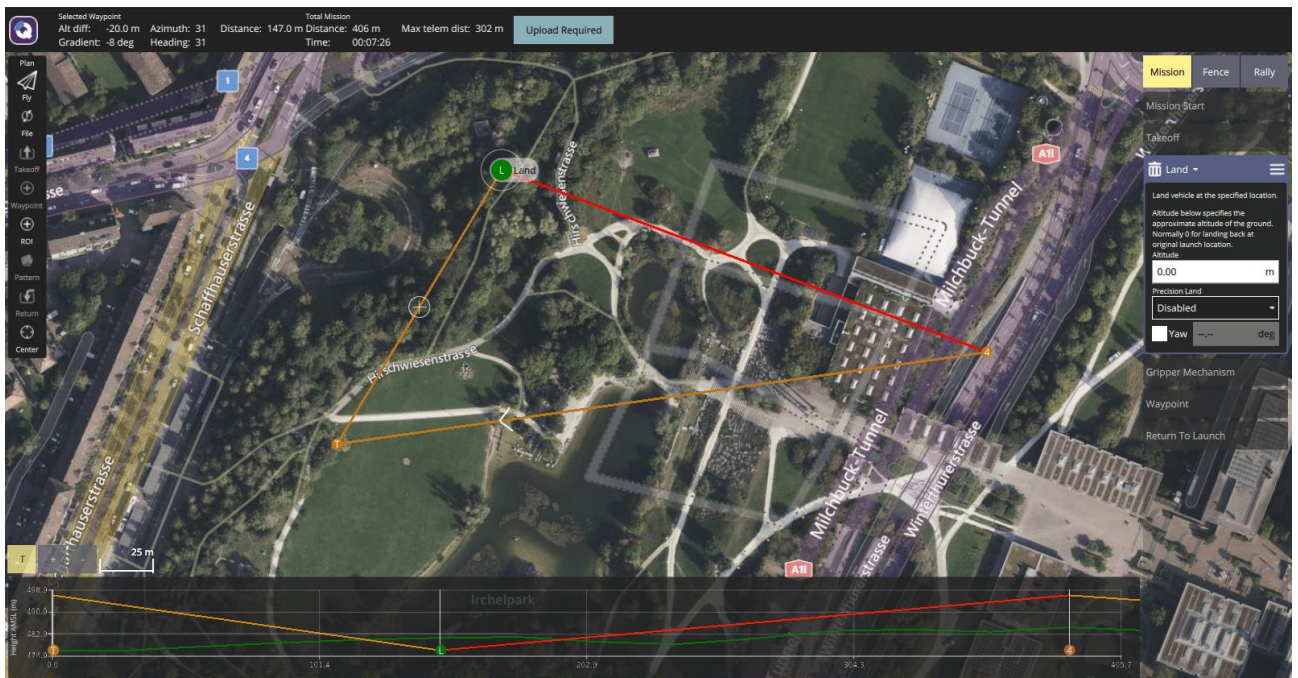 Selected Waypoint
Alt diff: -20.0 m Azimuth: 31 Distance: 147.0 m
Gradient: -8 deg Heading: 31
Total Mission
Distance: 406 m Max telem dist: 302 m
Time: 00:07:26
Upload Required
Plan
Fly
File
Takeoff
Waypoint
ROI
Pattern
Return
Center
1
4
Schaffhauserstrasse
Schaffhauserstrasse
L Land
Hirschwiesenstrasse
Hirschwiesenstrasse
T
4
A1l
Milchbuck-Tunnel
Milchbuck-Tunnel
Winterthurerstrasse
A1l
Irchelpark
Mission Fence Rally
Mission Start
Takeoff
Land
Land vehicle at the specified location.
Altitude below specifies the
approximate altitude of the ground.
Normally 0 for landing back at
original launch location.
Altitude
0.00 m
Precision Land
Disabled
Yaw --.-- deg
Gripper Mechanism
Waypoint
Return To Launch
T
25 m
Height AMSL (m)
498.9
490.9
482.9
474.9
T L 4
0.0 101.4 202.9 304.3 405.7